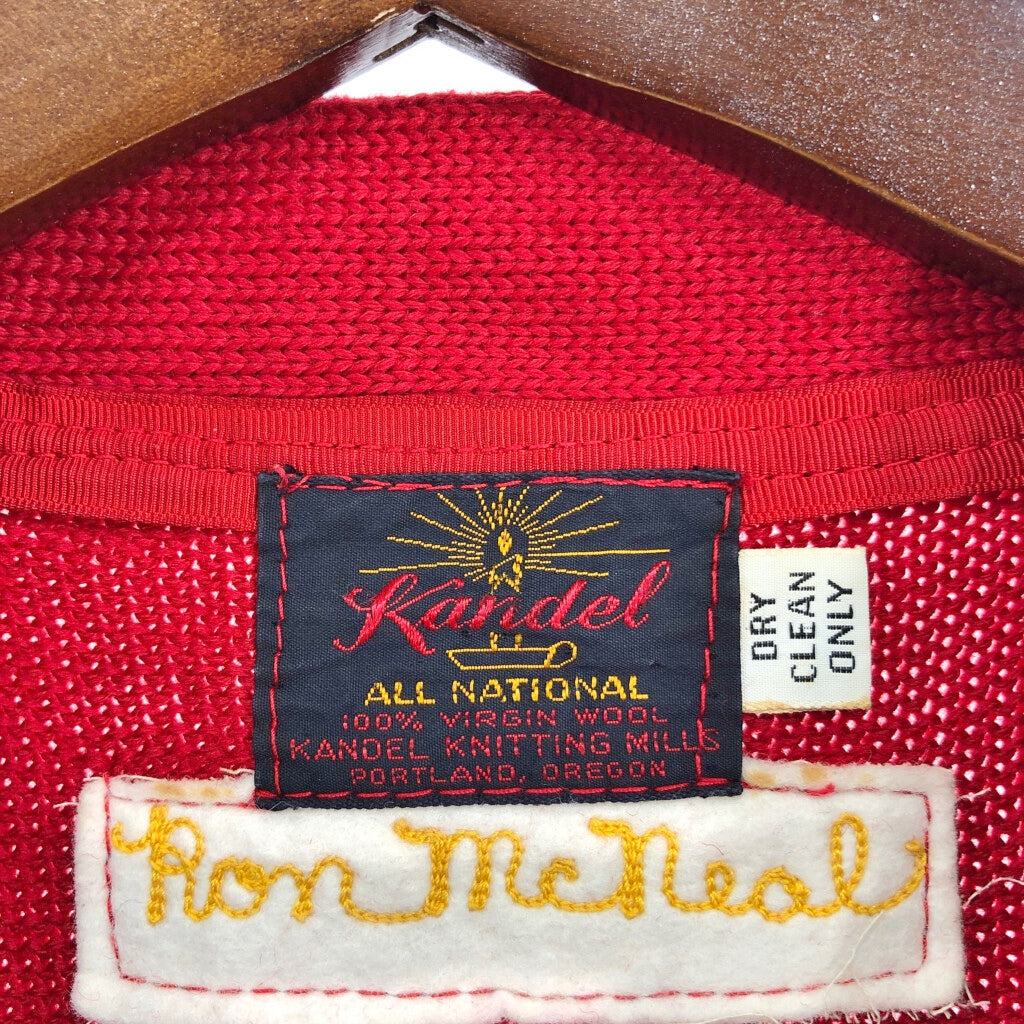 Kandel
ALL NATIONAL
100% VIRGIN WOOL
KANDEL KNITTING MILLS
PORTLAND, OREGON
DRY
CLEAN
ONLY
Ron McNeal